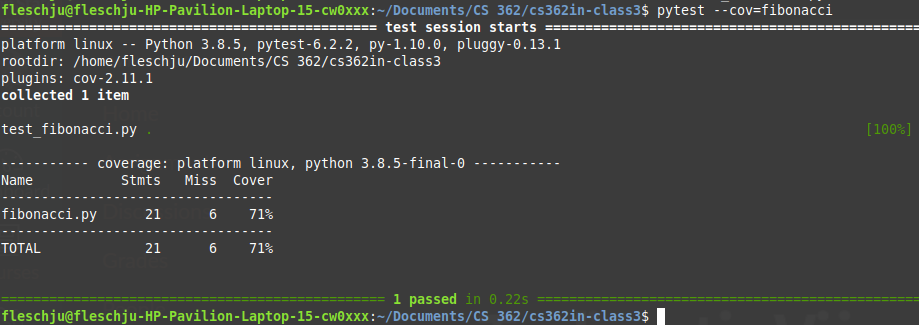 fleschju@fleschju-HP-Pavilion-Laptop-15-cw0xxx:~/Documents/CS 362/cs362in-class3$ pytest --cov=fibonacci
============================================== test session starts ==============================================
platform linux -- Python 3.8.5, pytest-6.2.2, py-1.10.0, pluggy-0.13.1
rootdir: /home/fleschju/Documents/CS 362/cs362in-class3
plugins: cov-2.11.1
collected 1 item
test_fibonacci.py . [100%]
----------- coverage: platform linux, python 3.8.5-final-0 -----------
Name           Stmts   Miss  Cover
----------------------------------
fibonacci.py      21      6    71%
----------------------------------
TOTAL             21      6    71%
=============================================== 1 passed in 0.22s ===============================================
fleschju@fleschju-HP-Pavilion-Laptop-15-cw0xxx:~/Documents/CS 362/cs362in-class3$